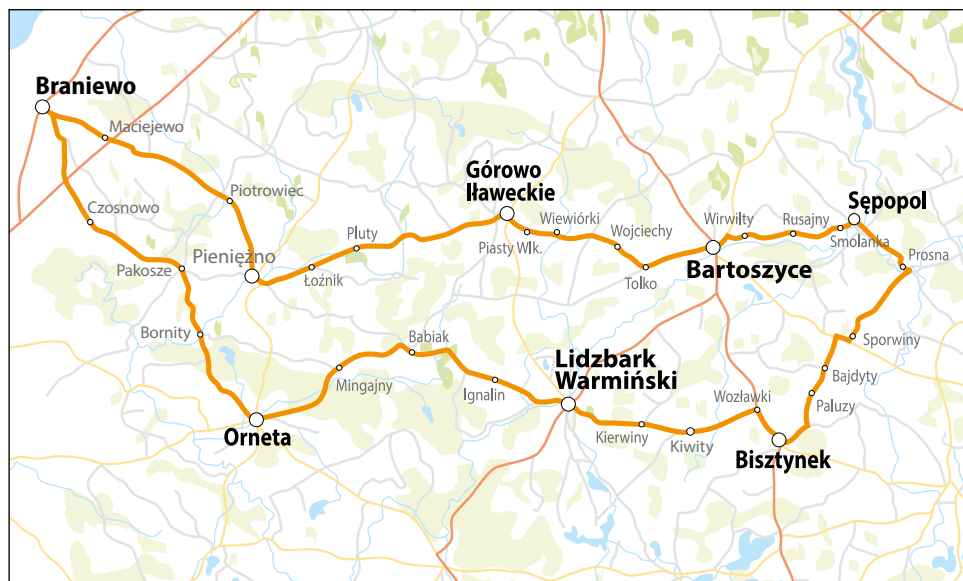 Braniewo
Maciejewo
Górowo
Iławeckie
Piotrowiec
Sępopol
Czosnowo
Wiewiórki
Wirwilty
Rusajny
Pluty
Wojciechy
Smolanka
Piasty Wlk.
Pieniężno
Prosna
Pakosze
Bartoszyce
Łoźnik
Tolko
Bornity
Babiak
Sporwiny
Lidzbark
Warmiński
Bajdyty
Mingajny
Ignalin
Wozławki
Paluzy
Orneta
Kierwiny
Kiwity
Bisztynek